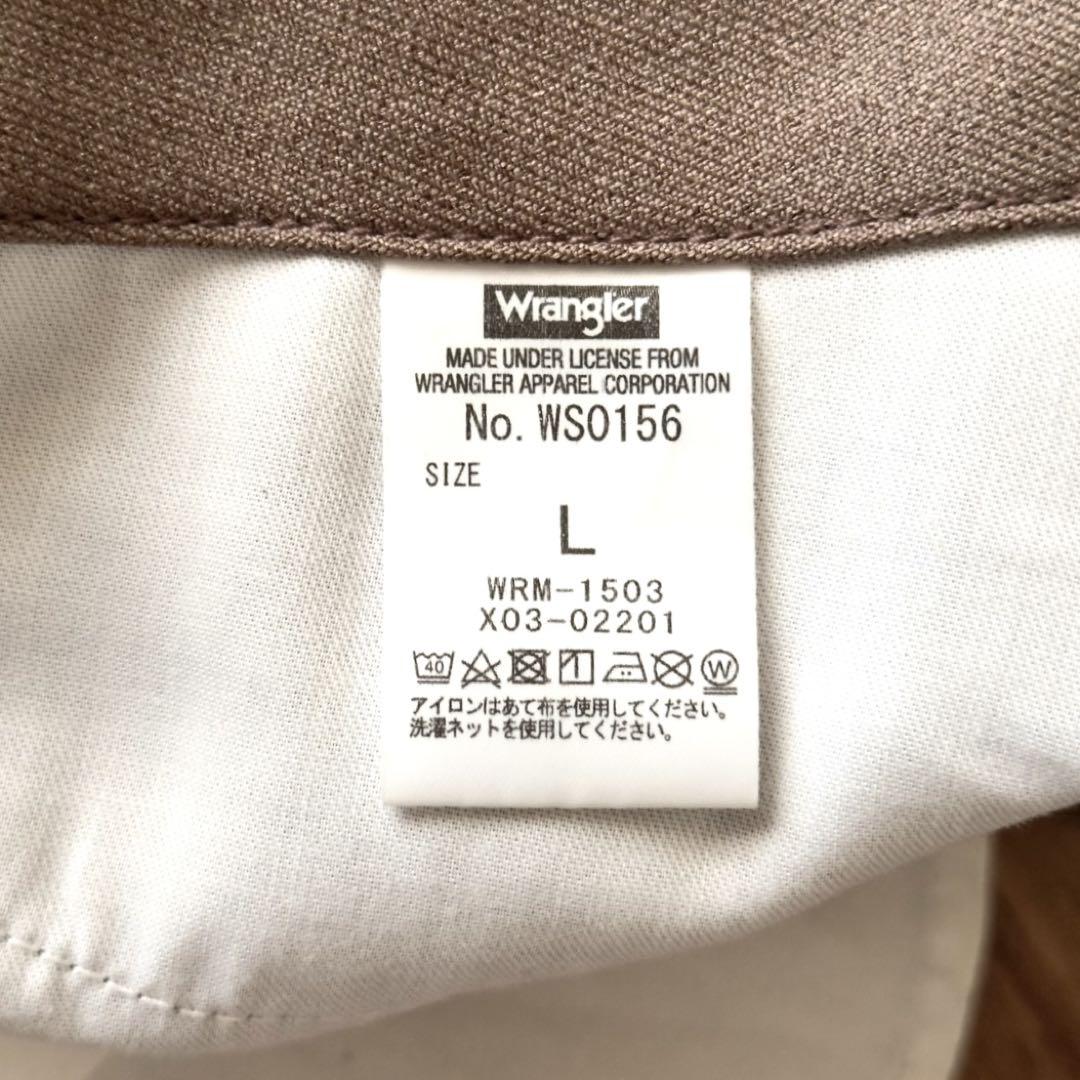 Wrangler
MADE UNDER LICENSE FROM
WRANGLER APPAREL CORPORATION
No. WS0156
SIZE
L
WRM-1503
X03-02201
40 W
アイロンはあて布を使用してください。
洗濯ネットを使用してください。